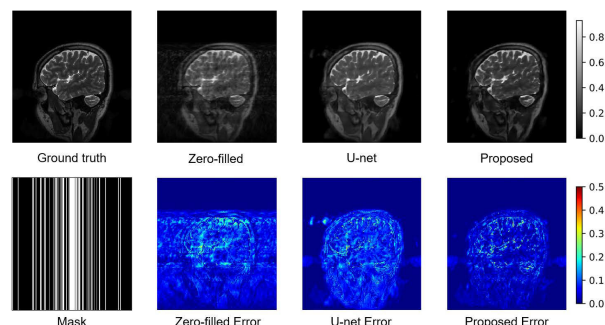 Ground truth
Zero-filled
U-net
Proposed
0.8
0.6
0.4
0.2
0.0
Mask
Zero-filled Error
U-net Error
Proposed Error
0.5
0.4
0.3
0.2
0.1
0.0